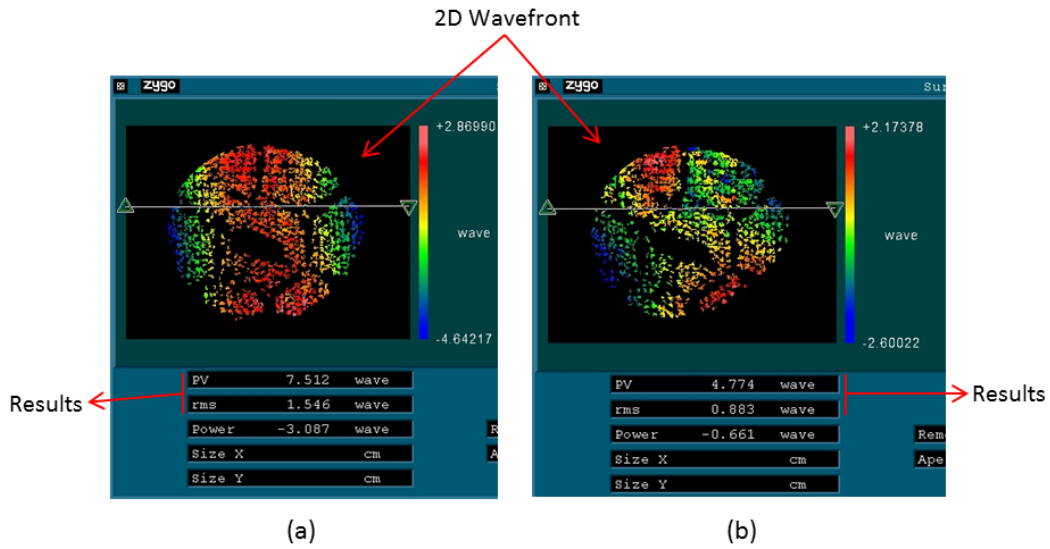 2D Wavefront
zygo
S
+2.86990
wave
-4.64217
PV 7.512 wave
rms 1.546 wave
Power -3.087 wave
Size X cm
Size Y cm
R
A
Results
(a)
zygo
Sur
+2.17378
wave
-2.60022
PV 4.774 wave
rms 0.883 wave
Power -0.661 wave
Size X cm
Size Y cm
Rem
Ape
Results
(b)